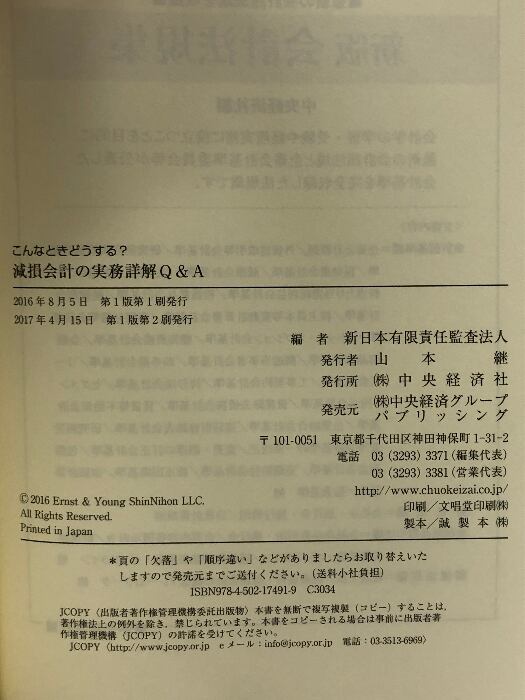 こんなときどうする?
減損会計の実務詳解Q&A
2016年8月5日 第1版第1刷発行
2017年4月15日 第1版第2刷発行
編者 新日本有限責任監査法人
発行者 山本継
発行所 ㈱中央経済社
発売元 ㈱中央経済グループ
パブリッシング
〒101-0051 東京都千代田区神田神保町1-31-2
電話 03 (3293) 3371 (編集代表)
03 (3293) 3381 (営業代表)
http://www.chuokeizai.co.jp/
印刷/文唱堂印刷㈱
製本/誠製本㈱
©2016 Ernst & Young ShinNihon LLC.
All Rights Reserved.
Printed in Japan
*頁の「欠落」や「順序違い」などがありましたらお取り替えいた
しますので発売元までご送付ください。(送料小社負担)
ISBN978-4-502-17491-9 C3034
JCOPY〈出版者著作権管理機構委託出版物〉本書を無断で複写複製(コピー)することは,
著作権法上の例外を除き,禁じられています。本書をコピーされる場合は事前に出版者著
作権管理機構(JCOPY)の許諾を受けてください。
JCOPY〈http://www.jcopy.or.jp eメール:info@jcopy.or.jp 電話:03-3513-6969〉